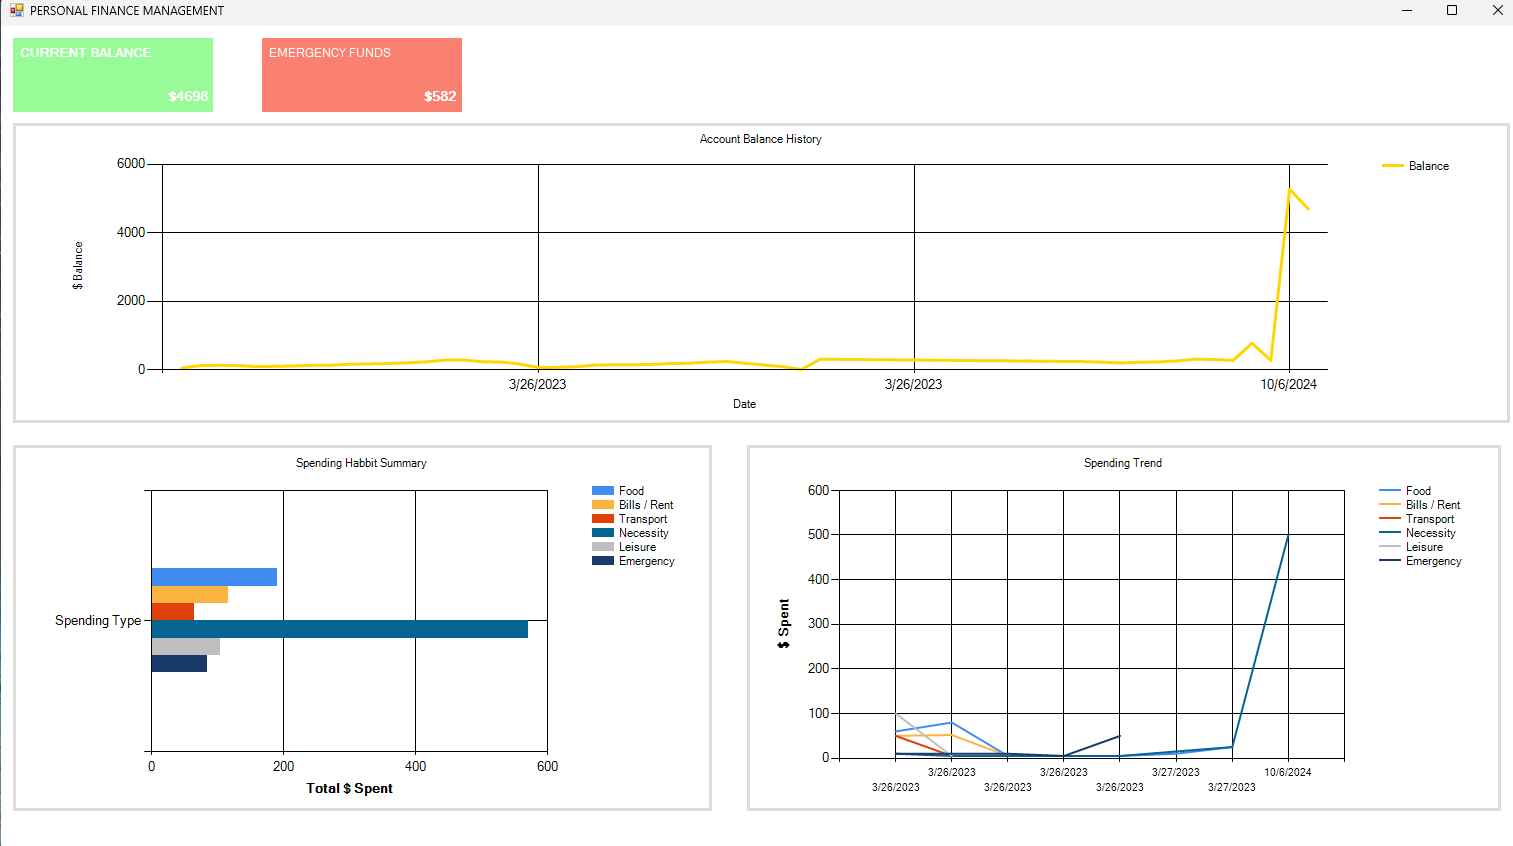 PERSONAL FINANCE MANAGEMENT
CURRENT BALANCE
$4698
EMERGENCY FUNDS
$582
Account Balance History
6000
4000
2000
0
$ Balance
3/26/2023 3/26/2023 10/6/2024
Date
Balance
Spending Habbit Summary
Spending Type
0 200 400 600
Total $ Spent
Food
Bills / Rent
Transport
Necessity
Leisure
Emergency
Spending Trend
600
500
400
300
200
100
0
$ Spent
3/26/2023 3/26/2023 3/27/2023 10/6/2024
3/26/2023 3/26/2023 3/26/2023 3/27/2023
Food
Bills / Rent
Transport
Necessity
Leisure
Emergency